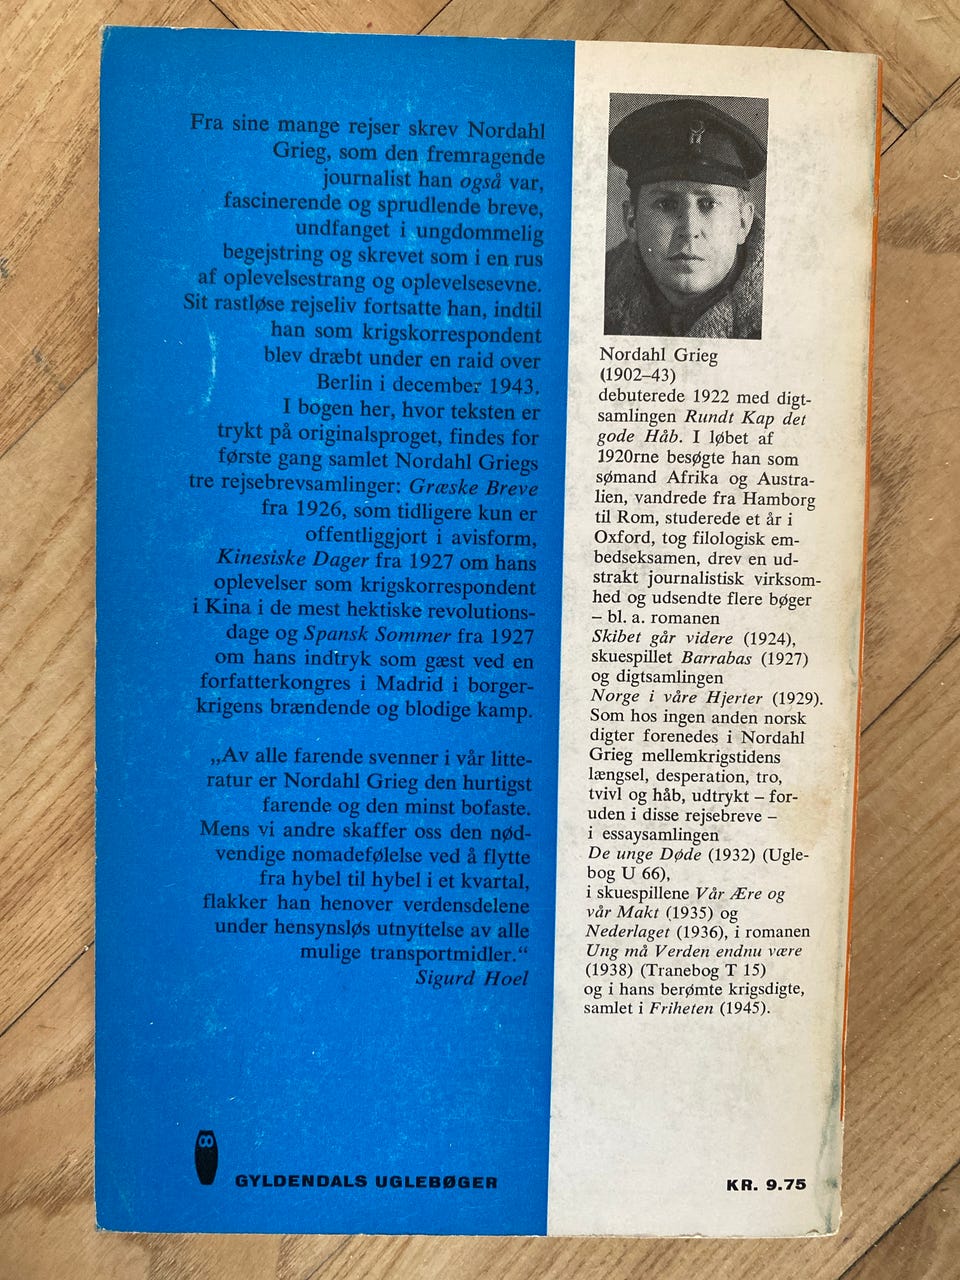 Fra sine mange rejser skrev Nordahl
Grieg, som den fremragende
journalist han også var,
fascinerende og sprudlende breve,
undfanget i ungdommelig
begejstring og skrevet som i en rus
af oplevelsestrang og oplevelsesevne.
Sit rastløse rejseliv fortsatte han, indtil
han som krigskorrespondent
blev dræbt under en raid over
Berlin i december 1943.
I bogen her, hvor teksten er
trykt på originalsproget, findes for
første gang samlet Nordahl Griegs
tre rejsebrevsamlinger: Græske Breve
fra 1926, som tidligere kun er
offentliggjort i avisform,
Kinesiske Dager fra 1927 om hans
oplevelser som krigskorrespondent
i Kina i de mest hektiske revolutions-
dage og Spansk Sommer fra 1927
om hans indtryk som gæst ved en
forfatterkongres i Madrid i borger-
krigens brændende og blodige kamp.
„Av alle farende svenner i vår litte-
ratur er Nordahl Grieg den hurtigst
farende og den minst bofaste.
Mens vi andre skaffer oss den nød-
vendige nomadefølelse ved å flytte
fra hybel til hybel i et kvartal,
flakker han henover verdensdelene
under hensynsløs utnyttelse av alle
mulige transportmidler.“
Sigurd Hoel
GYLDENDALS UGLEBØGER
Nordahl Grieg
(1902–43)
debuterede 1922 med digt-
samlingen Rundt Kap det
gode Håb. I løbet af
1920rne besøgte han som
sømand Afrika og Austra-
lien, vandrede fra Hamborg
til Rom, studerede et år i
Oxford, tog filologisk em-
bedseksamen, drev en ud-
strakt journalistisk virksom-
hed og udsendte flere bøger
– bl. a. romanen
Skibet går videre (1924),
skuespillet Barrabas (1927)
og digtsamlingen
Norge i våre Hjerter (1929).
Som hos ingen anden norsk
digter forenedes i Nordahl
Grieg mellemkrigstidens
længsel, desperation, tro,
tvivl og håb, udtrykt – for-
uden i disse rejsebreve –
i essaysamlingen
De unge Døde (1932) (Ugle-
bog U 66),
i skuespillene Vår Ære og
vår Makt (1935) og
Nederlaget (1936), i romanen
Ung må Verden endnu være
(1938) (Tranebog T 15)
og i hans berømte krigsdigte,
samlet i Friheten (1945).
KR. 9.75